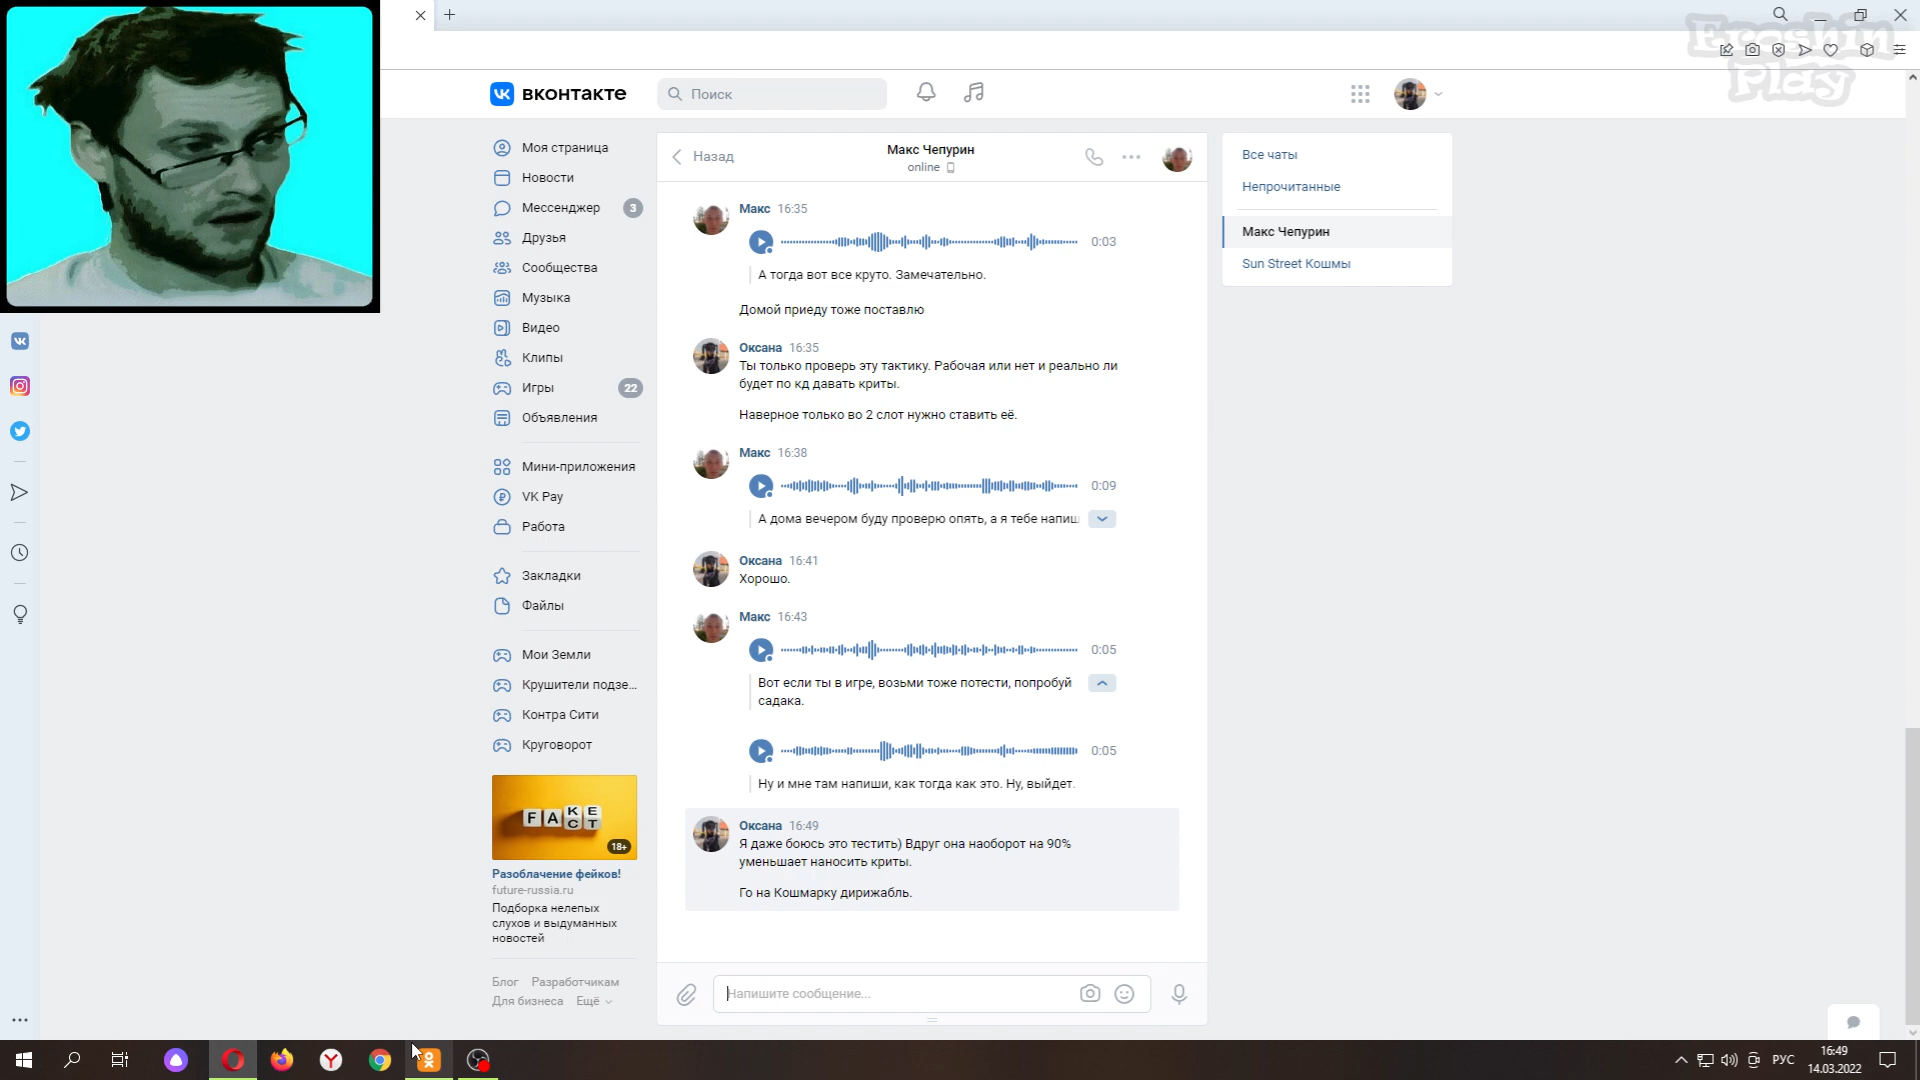 Eroshin
Play
вконтакте
Поиск
Моя страница
Новости
Мессенджер
3
Друзья
Сообщества
Музыка
Видео
Клипы
Игры
22
Объявления
Мини-приложения
VK Pay
Работа
Закладки
Файлы
Мои Земли
Крушители подзе...
Контра Сити
Круговорот
FAKE
CT
18+
Разоблачение фейков!
future-russia.ru
Подборка нелепых
слухов и выдуманных
новостей
Блог Разработчикам
Для бизнеса Ещё
Назад
Макс Чепурин
online
Макс 16:35
0:03
А тогда вот все круто. Замечательно.
Домой приеду тоже поставлю
Оксана 16:35
Ты только проверь эту тактику. Рабочая или нет и реально ли
будет по кд давать криты.
Наверное только во 2 слот нужно ставить её.
Макс 16:38
0:09
А дома вечером буду проверю опять, а я тебе напиш
Оксана 16:41
Хорошо.
Макс 16:43
0:05
Вот если ты в игре, возьми тоже потести, попробуй
садака.
0:05
Ну и мне там напиши, как тогда как это. Ну, выйдет.
Оксана 16:49
Я даже боюсь это тестить) Вдруг она наоборот на 90%
уменьшает наносить криты.
Го на Кошмарку дирижабль.
Напишите сообщение...
Все чаты
Непрочитанные
Макс Чепурин
Sun Street Кошмы
РУС
16:49
14.03.2022